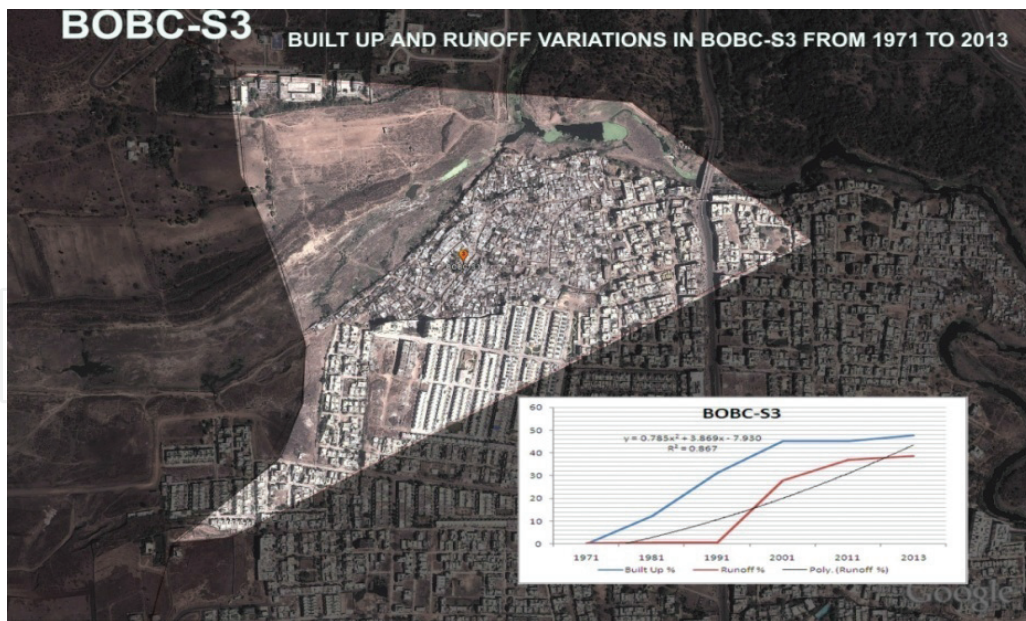 BOBC-S3
BUILT UP AND RUNOFF VARIATIONS IN BOBC-S3 FROM 1971 TO 2013
BOBC-S3
60
y = 0.785x² + 3.869x - 7.930
50
R² = 0.867
40
30
20
10
0
1971 1981 1991 2001 2011 2013
Built Up % Runoff % Poly. (Runoff %)
Google